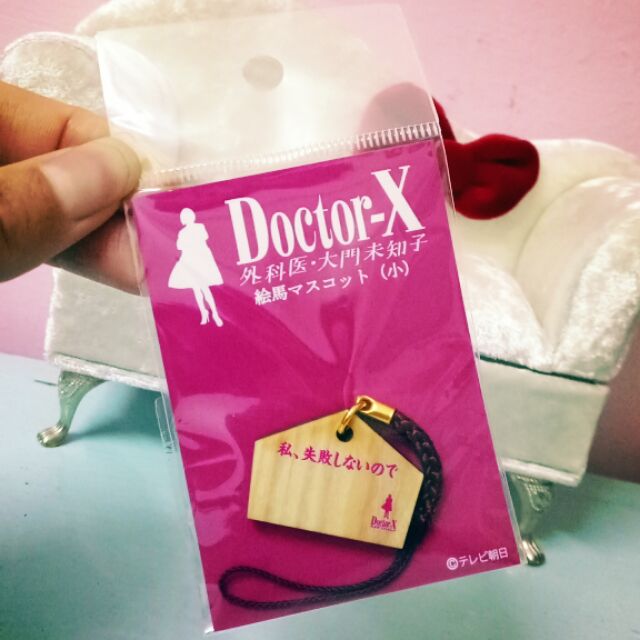 Doctor-X
外科医・大門未知子
絵馬マスコット（小）
私、失敗しないので
Doctor-X
©テレビ朝日